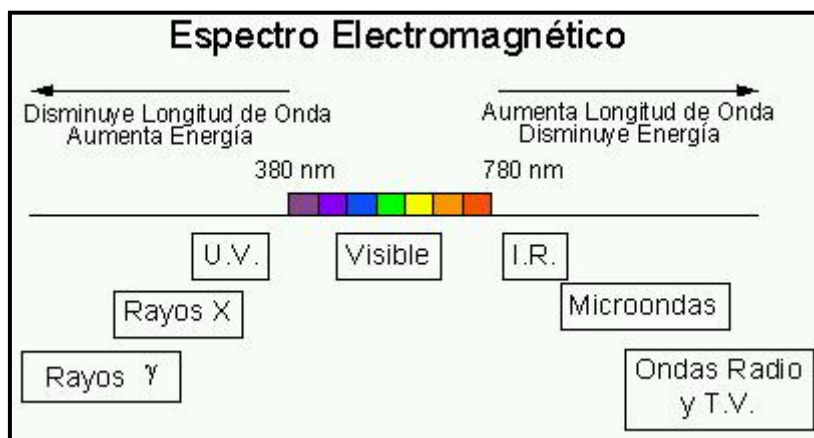 Espectro Electromagnético
Disminuye Longitud de Onda
Aumenta Energía
Aumenta Longitud de Onda
Disminuye Energía
380 nm
780 nm
U.V.
Visible
I.R.
Rayos X
Microondas
Rayos γ
Ondas Radio
y T.V.